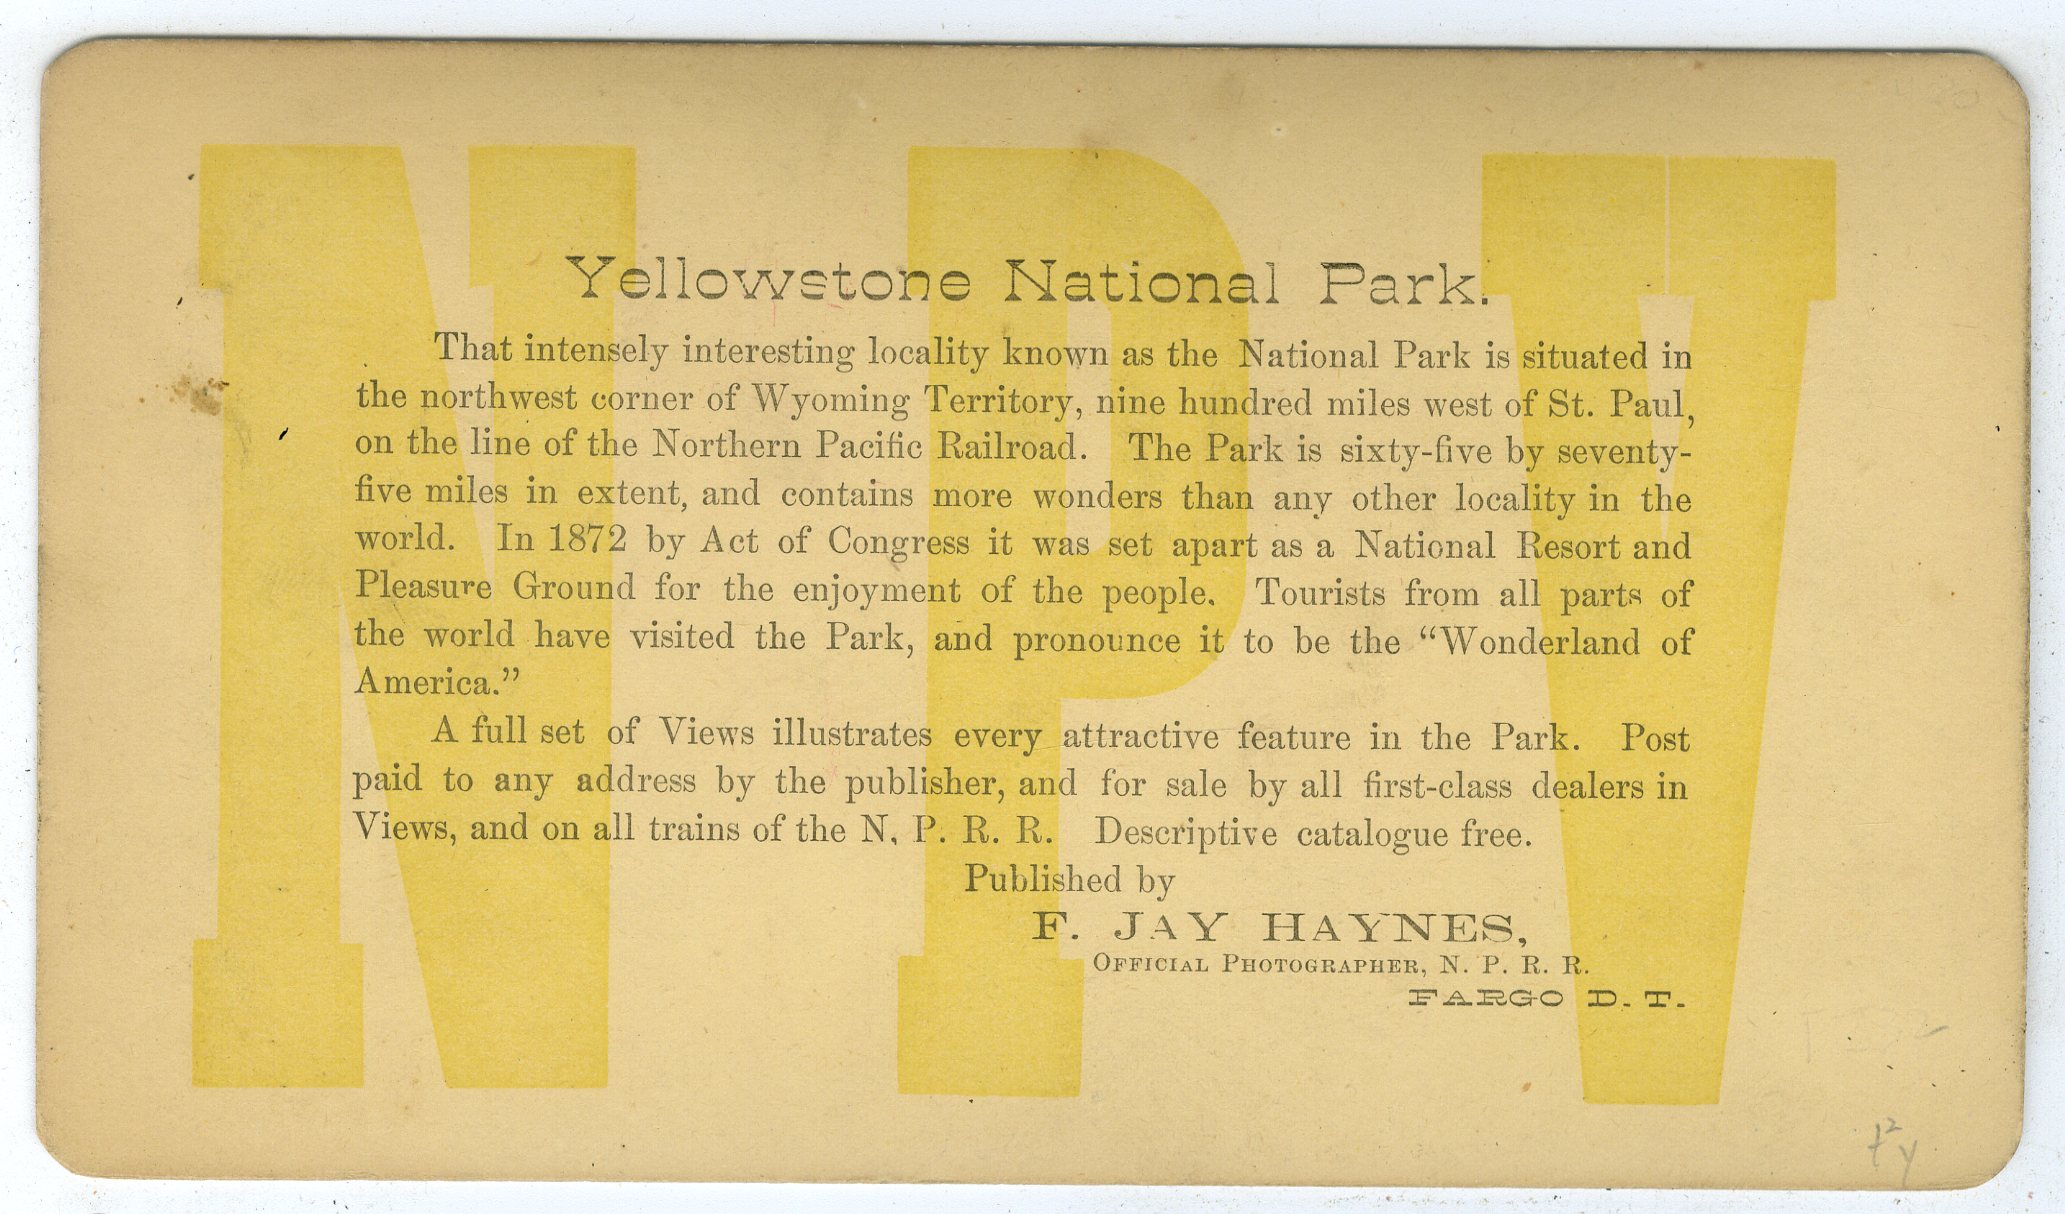 N P V
Yellowstone National Park.
That intensely interesting locality known as the National Park is situated in
the northwest corner of Wyoming Territory, nine hundred miles west of St. Paul,
on the line of the Northern Pacific Railroad. The Park is sixty-five by seventy-
five miles in extent, and contains more wonders than any other locality in the
world. In 1872 by Act of Congress it was set apart as a National Resort and
Pleasure Ground for the enjoyment of the people. Tourists from all parts of
the world have visited the Park, and pronounce it to be the “Wonderland of
America.”
A full set of Views illustrates every attractive feature in the Park. Post
paid to any address by the publisher, and for sale by all first-class dealers in
Views, and on all trains of the N. P. R. R. Descriptive catalogue free.
Published by
F. JAY HAYNES,
OFFICIAL PHOTOGRAPHER, N. P. R. R.
FARGO D. T.